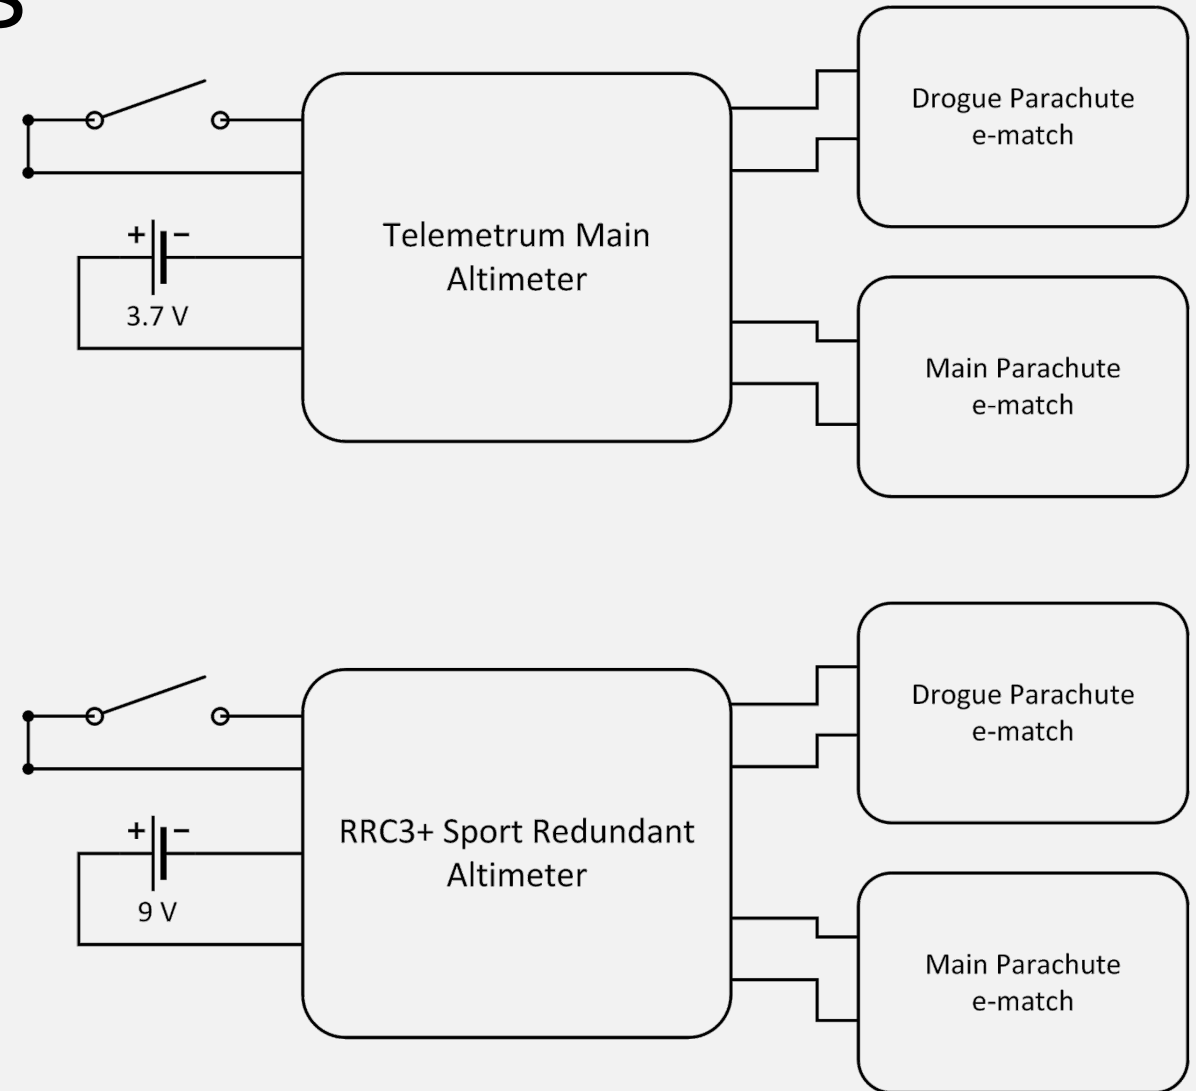 s
Drogue Parachute
e-match
Telemetrum Main
Altimeter
+ −
3.7 V
Main Parachute
e-match
Drogue Parachute
e-match
RRC3+ Sport Redundant
Altimeter
+ −
9 V
Main Parachute
e-match